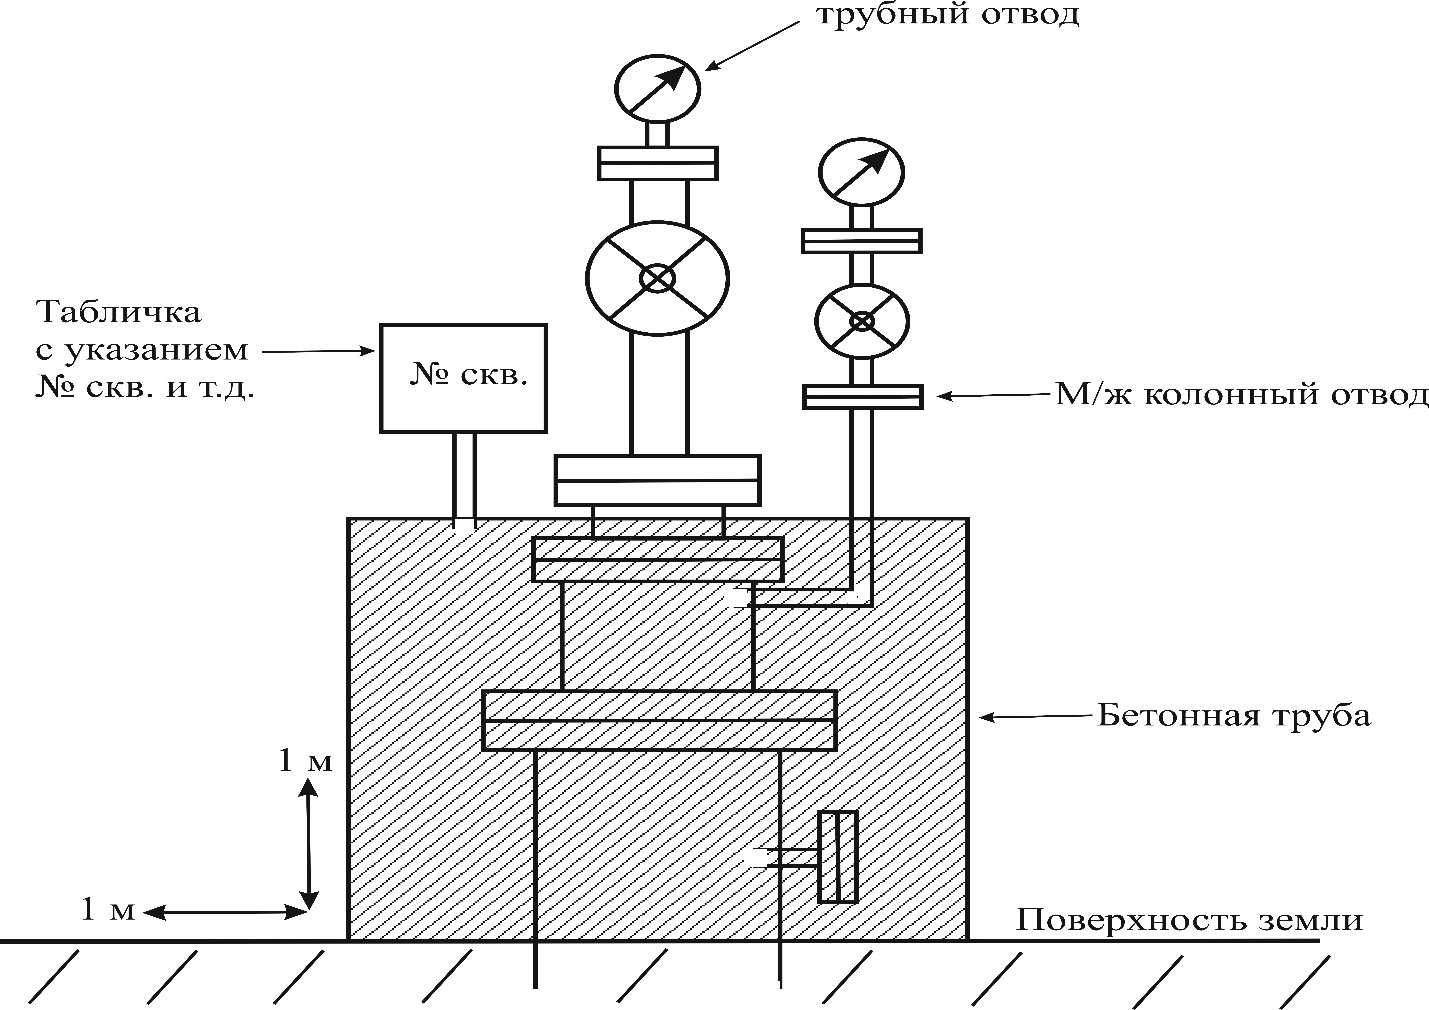 трубный отвод
Табличка
с указанием
№ скв. и т.д.
№ скв.
М/ж колонный отвод
Бетонная труба
1 м
1 м
Поверхность земли